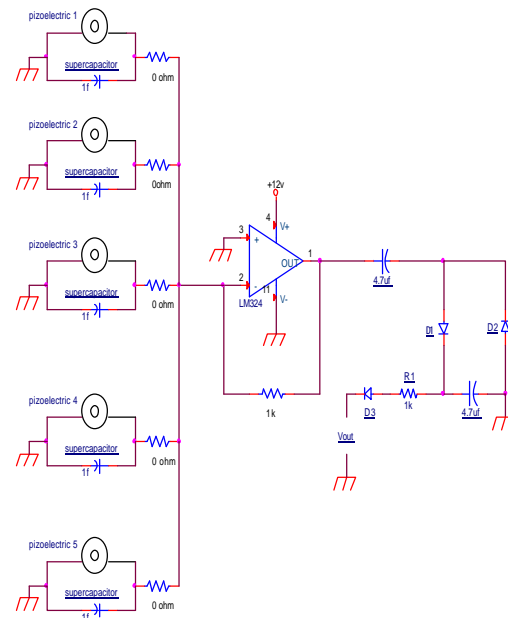 pizoelectric 1
supercapacitor
1f
0 ohm
pizoelectric 2
supercapacitor
1f
0ohm
pizoelectric 3
supercapacitor
1f
0 ohm
+12v
4
V+
3
+
OUT
1
2
-
11
V-
LM324
1k
4.7uf
D1
D2
R1
1k
D3
4.7uf
Vout
pizoelectric 4
supercapacitor
1f
0 ohm
pizoelectric 5
supercapacitor
1f
0 ohm